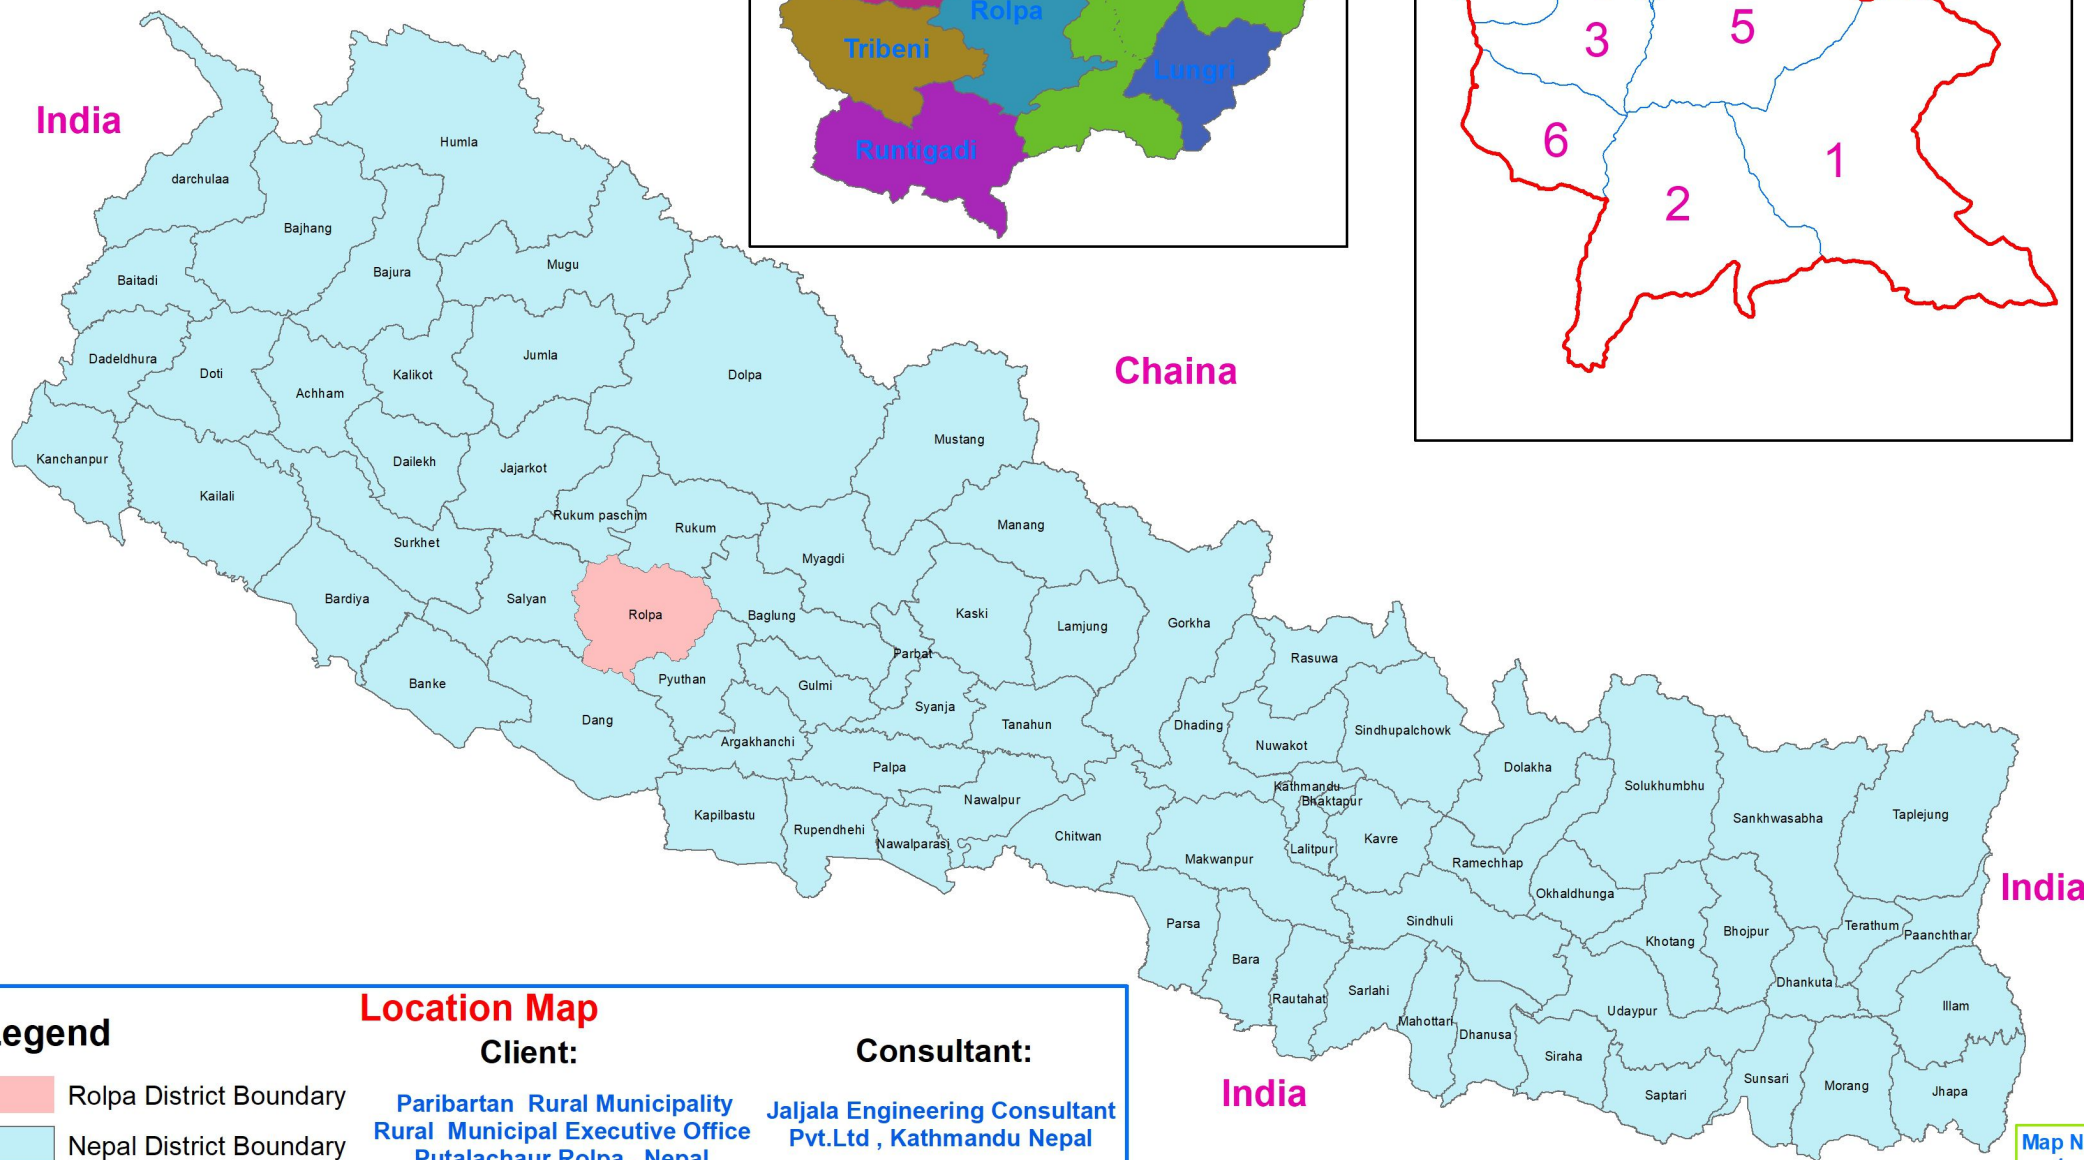 Rolpa
Tribeni
Lungri
Runtigadi
3
5
6
1
2
India
Humla
darchulaa
Bajhang
Baitadi
Bajura
Mugu
Chaina
Dadeldhura
Doti
Achham
Kalikot
Jumla
Dolpa
Mustang
Kanchanpur
Kailali
Dailekh
Jajarkot
Rukum paschim
Rukum
Manang
Surkhet
Myagdi
Bardiya
Salyan
Rolpa
Baglung
Kaski
Lamjung
Gorkha
Parbat
Rasuwa
Banke
Pyuthan
Gulmi
Syanja
Dang
Tanahun
Dhading
Nuwakot
Sindhupalchowk
Argakhanchi
Palpa
Dolakha
Solukhumbhu
Kathmandu
Bhaktapur
Nawalpur
Kapilbastu
Rupendhehi
Nawalparasi
Chitwan
Lalitpur
Kavre
Sankhwasabha
Taplejung
Makwanpur
Ramechhap
Okhaldhunga
India
Parsa
Sindhuli
Khotang
Bhojpur
Terathum
Paanchthar
Bara
Dhankuta
Rautahat
Sarlahi
Mahottari
Dhanusa
Udaypur
Illam
Siraha
Saptari
Sunsari
Morang
Jhapa
India
Location Map
egend
Rolpa District Boundary
Nepal District Boundary
Client:
Paribartan Rural Municipality
Rural Municipal Executive Office
Putalachaur Rolpa, Nepal
Consultant:
Jaljala Engineering Consultant
Pvt.Ltd , Kathmandu Nepal
Map N